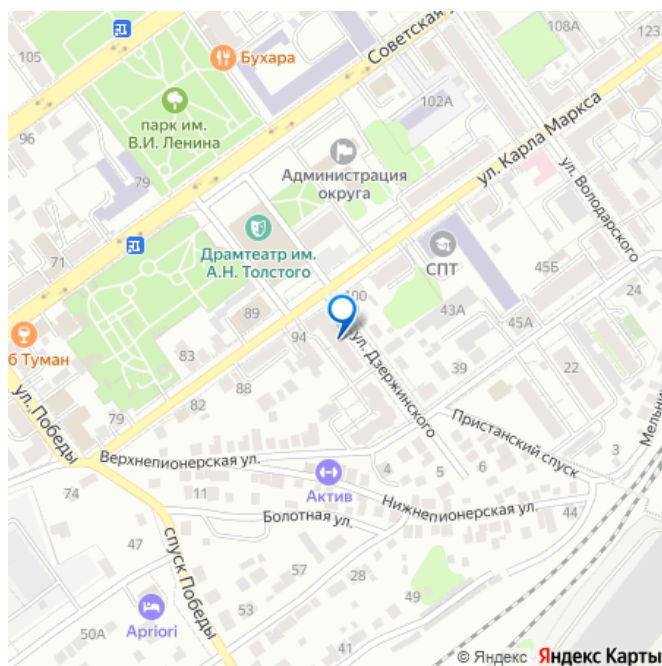 105
Бухара
Советская у
108А
парк им.
В.И. Ленина
102А
96
79
Администрация
округа
ул. Карла Маркса
ул. Володарского
Драмтеатр им.
А.Н. Толстого
71
СПТ
45Б
24
100
43А
45А
89
94
б Туман
83
39
22
ул. Дзержинского
88
82
79
ул. Победы
Пристанский спуск
Мельни
Верхнепионерская ул.
4
5
6
3
74
11
Актив
Нижнепионерская ул.
44
Болотная ул.
47
спуск Победы
57
28
49
53
50А
Apriori
41
© Яндекс Яндекс Карты